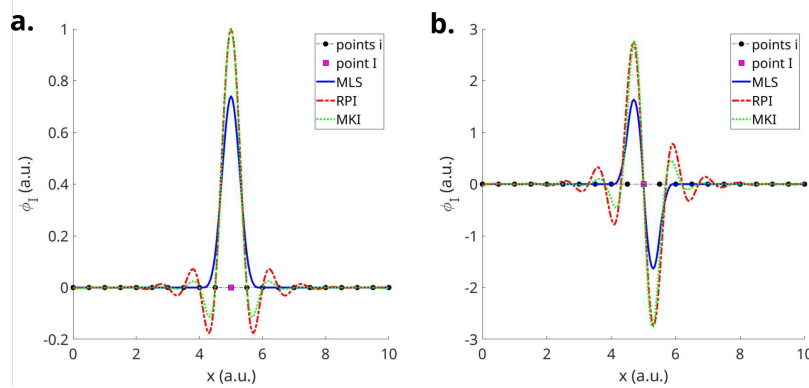 a.
1
0.8
0.6
0.4
0.2
0
-0.2
ϕ_I (a.u.)
0 2 4 6 8 10
x (a.u.)
points i
point I
MLS
RPI
MKI
b.
3
2
1
0
-1
-2
-3
ϕ_I (a.u.)
0 2 4 6 8 10
x (a.u.)
points i
point I
MLS
RPI
MKI